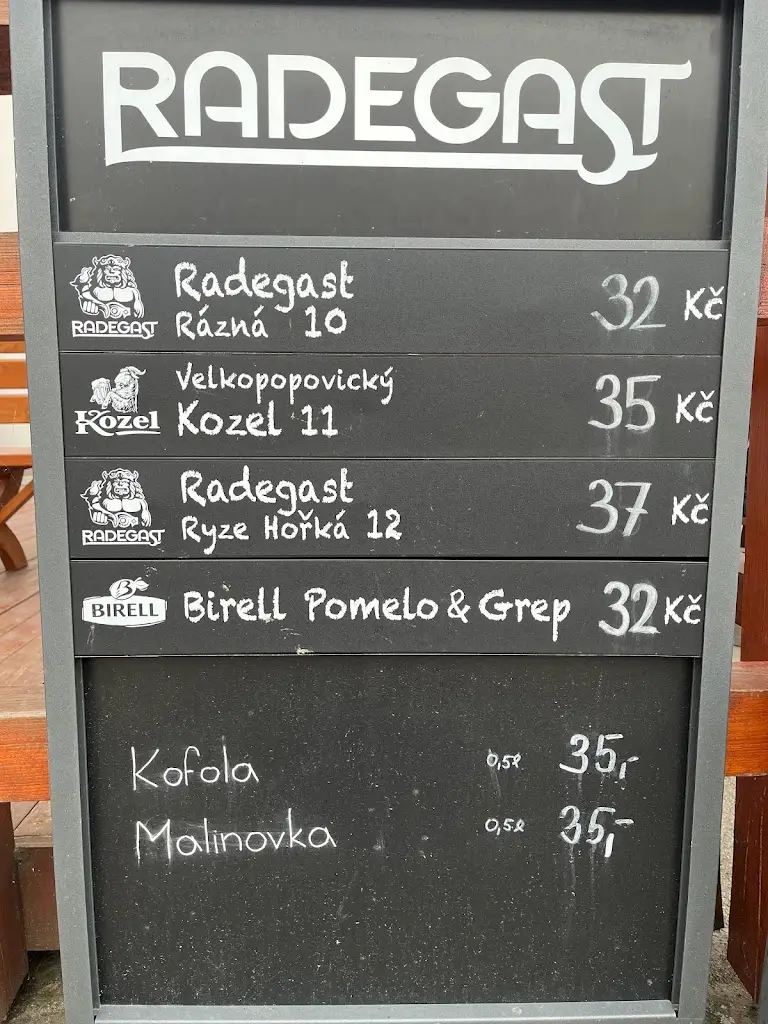 RADEGAST
RADEGAST
Radegast
Rázná 10
32 Kč
Kozel
Velkopopovický
Kozel 11
35 Kč
RADEGAST
Radegast
Ryze Hořká 12
37 Kč
B
BIRELL
Birell Pomelo & Grep 32 Kč
Kofola 0,5l 35,-
Malinovka 0,5l 35,-